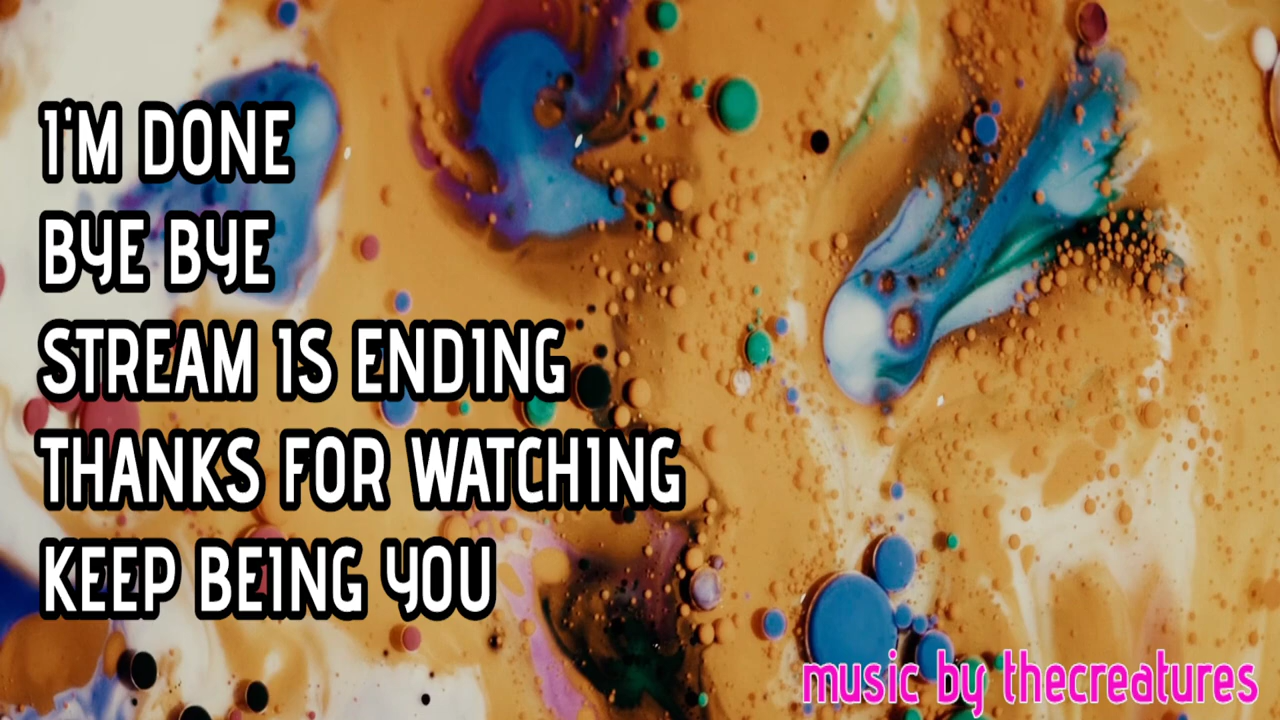 I'M DONE
BYE BYE
STREAM IS ENDING
THANKS FOR WATCHING
KEEP BEING YOU
music by thecreatures